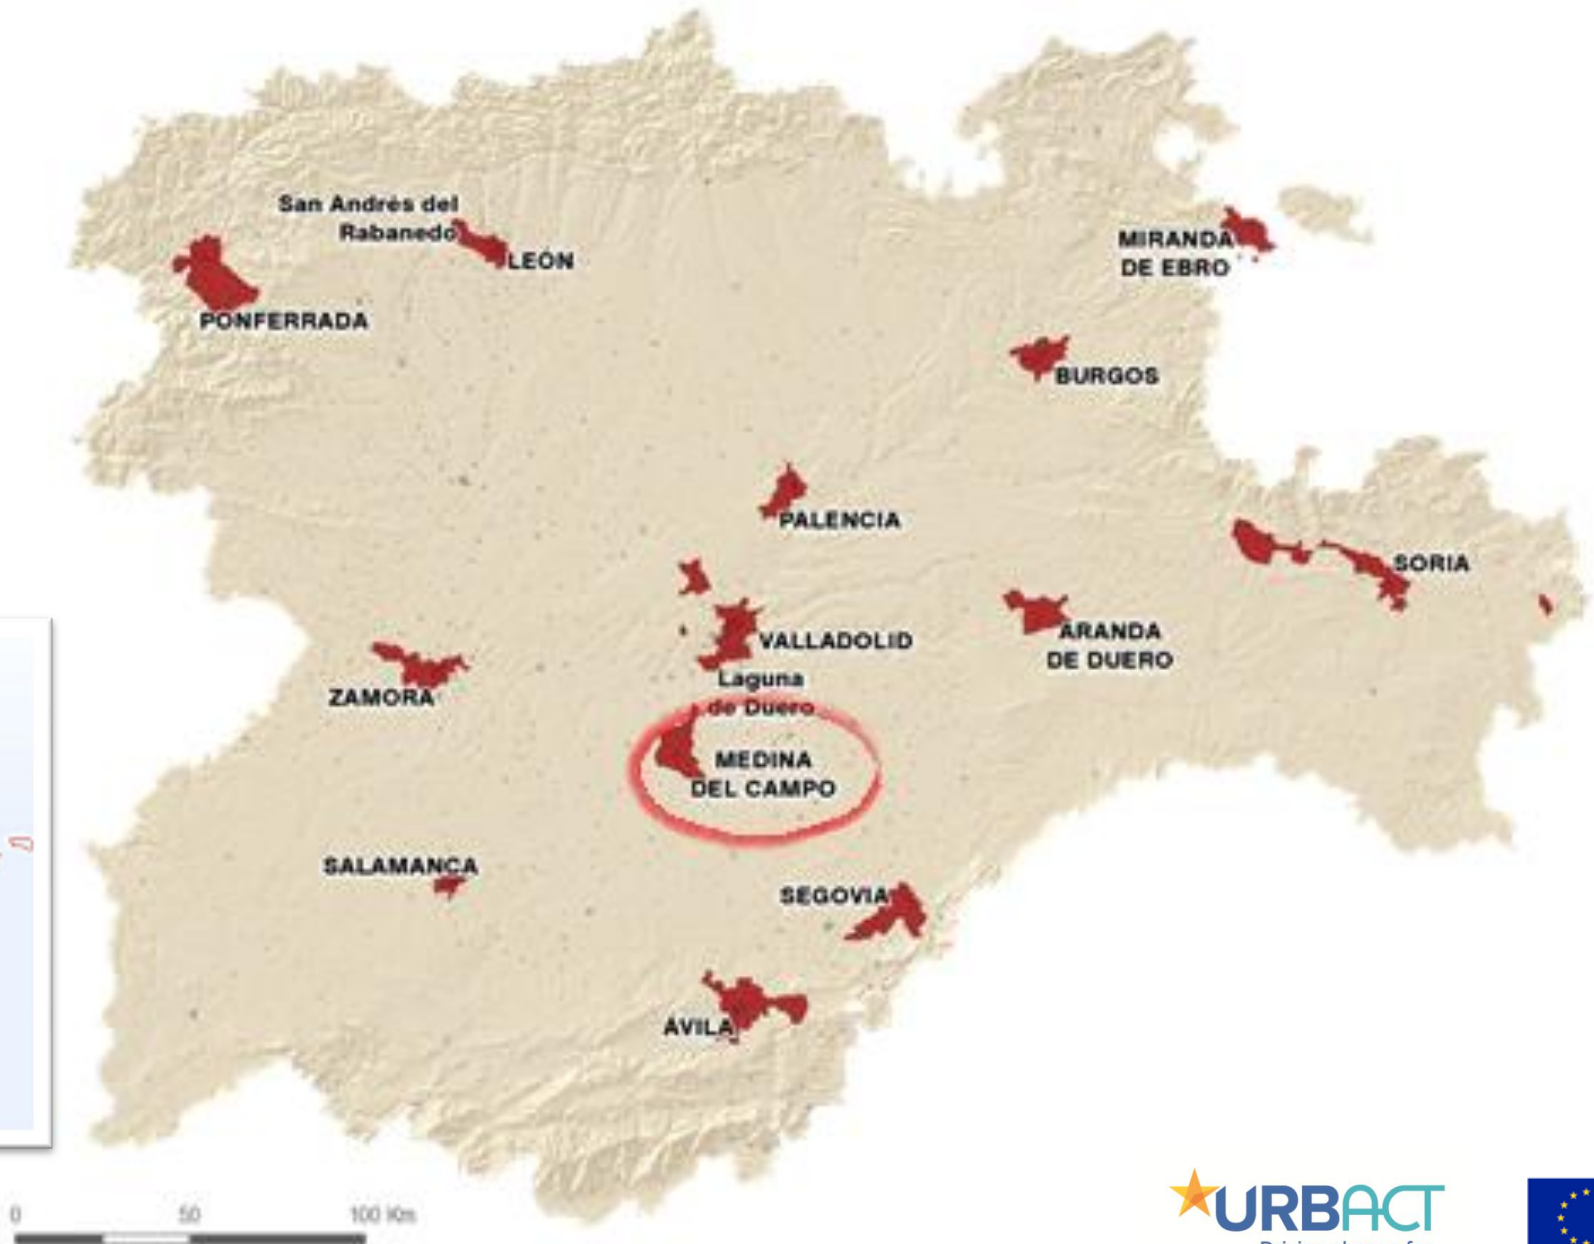 San Andrés del
Rabanedo
LEÓN
PONFERRADA
MIRANDA
DE EBRO
BURGOS
PALENCIA
SORIA
VALLADOLID
ARANDA
DE DUERO
Laguna
de Duero
ZAMORA
MEDINA
DEL CAMPO
SALAMANCA
SEGOVIA
ÁVILA
0 50 100 Km
URBACT